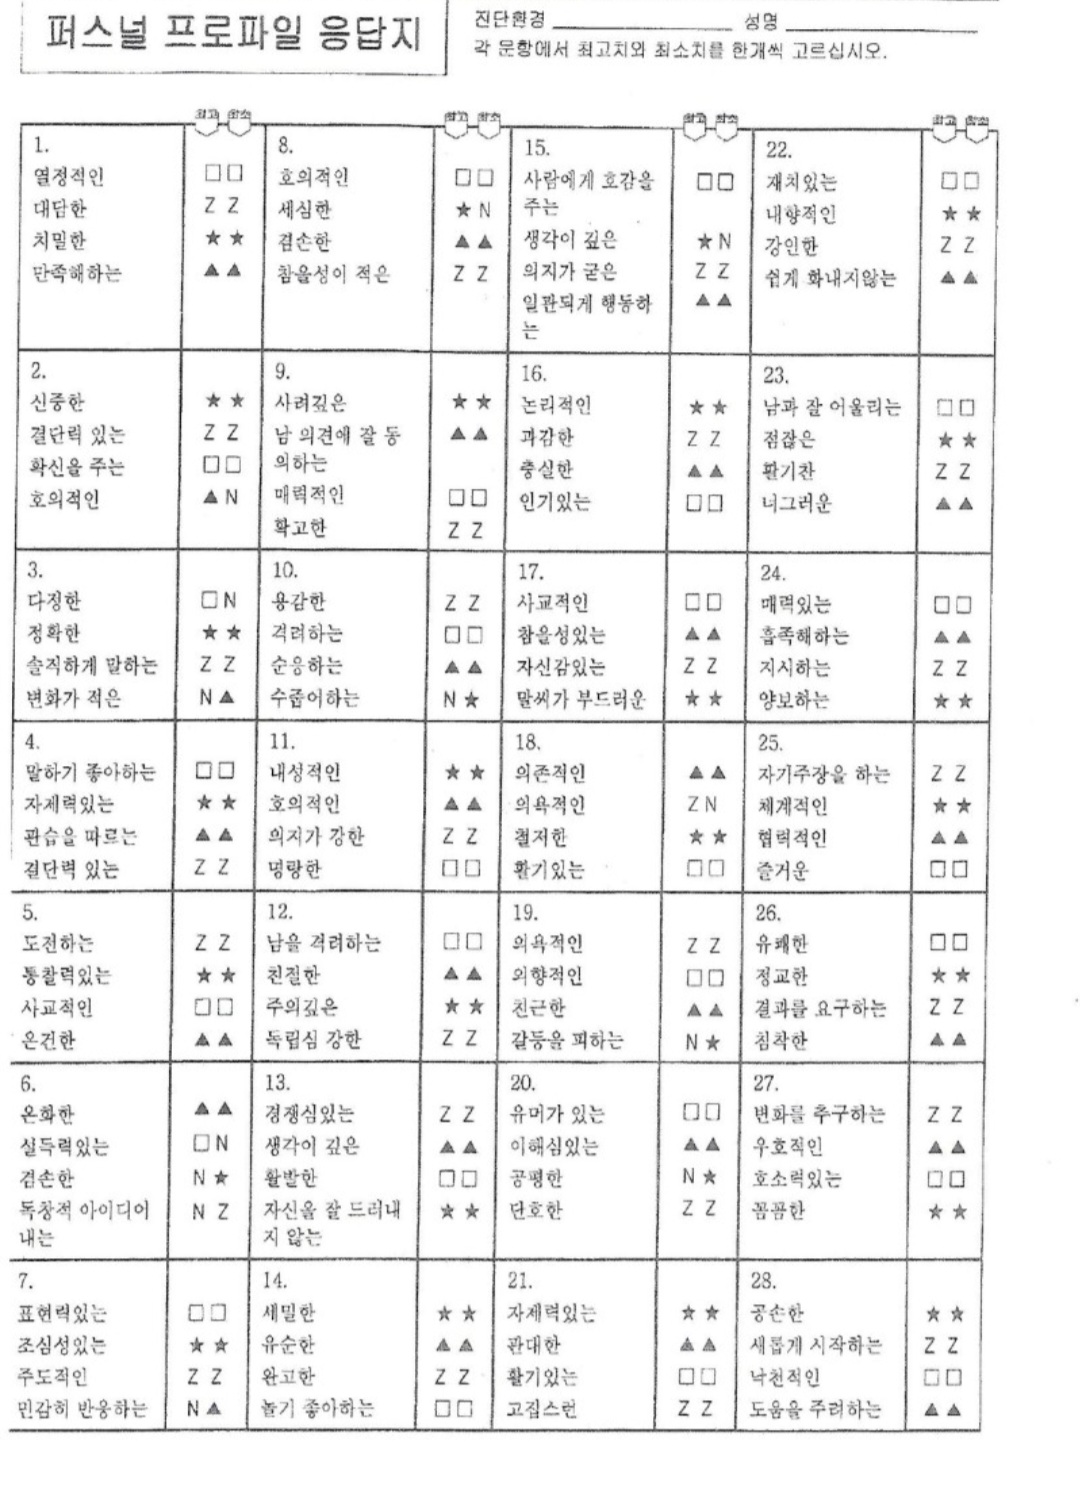 퍼스널 프로파일 응답지
진단환경 성명
각 문항에서 최고치와 최소치를 한개씩 고르십시오.
최고 최소
1.
열정적인 □ □
대담한 Z Z
치밀한 ★ ★
만족해하는 ▲ ▲
2.
신중한 ★ ★
결단력 있는 Z Z
확신을 주는 □ □
호의적인 ▲ N
3.
다정한 □ N
정확한 ★ ★
솔직하게 말하는 Z Z
변화가 적은 N ▲
4.
말하기 좋아하는 □ □
자제력있는 ★ ★
관습을 따르는 ▲ ▲
결단력 있는 Z Z
5.
도전하는 Z Z
통찰력있는 ★ ★
사교적인 □ □
온건한 ▲ ▲
6.
온화한 ▲ ▲
설득력있는 □ N
겸손한 N ★
독창적 아이디어 N Z
내는
7.
표현력있는 □ □
조심성있는 ★ ★
주도적인 Z Z
민감히 반응하는 N ▲
최고 최소
8.
호의적인 □ □
세심한 ★ N
겸손한 ▲ ▲
참을성이 적은 Z Z
9.
사려깊은 ★ ★
남 의견에 잘 동 ▲ ▲
의하는
매력적인 □ □
확고한 Z Z
10.
용감한 Z Z
격려하는 □ □
순응하는 ▲ ▲
수줍어하는 N ★
11.
내성적인 ★ ★
호의적인 ▲ ▲
의지가 강한 Z Z
명랑한 □ □
12.
남을 격려하는 □ □
친절한 ▲ ▲
주의깊은 ★ ★
독립심 강한 Z Z
13.
경쟁심있는 Z Z
생각이 깊은 ▲ ▲
활발한 □ □
자신을 잘 드러내 ★ ★
지 않는
14.
세밀한 ★ ★
유순한 ▲ ▲
완고한 Z Z
놀기 좋아하는 □ □
최고 최소
15.
사람에게 호감을 □ □
주는
생각이 깊은 ★ N
의지가 굳은 Z Z
일관되게 행동하 ▲ ▲
는
16.
논리적인 ★ ★
과감한 Z Z
충실한 ▲ ▲
인기있는 □ □
17.
사교적인 □ □
참을성있는 ▲ ▲
자신감있는 Z Z
말씨가 부드러운 ★ ★
18.
의존적인 ▲ ▲
의욕적인 Z N
철저한 ★ ★
활기있는 □ □
19.
의욕적인 Z Z
외향적인 □ □
친근한 ▲ ▲
갈등을 피하는 N ★
20.
유머가 있는 □ □
이해심있는 ▲ ▲
공평한 N ★
단호한 Z Z
21.
자제력있는 ★ ★
관대한 ▲ ▲
활기있는 □ □
고집스런 Z Z
최고 최소
22.
재치있는 □ □
내향적인 ★ ★
강인한 Z Z
쉽게 화내지않는 ▲ ▲
23.
남과 잘 어울리는 □ □
점잖은 ★ ★
활기찬 Z Z
너그러운 ▲ ▲
24.
매력있는 □ □
흡족해하는 ▲ ▲
지시하는 Z Z
양보하는 ★ ★
25.
자기주장을 하는 Z Z
체계적인 ★ ★
협력적인 ▲ ▲
즐거운 □ □
26.
유쾌한 □ □
정교한 ★ ★
결과를 요구하는 Z Z
침착한 ▲ ▲
27.
변화를 추구하는 Z Z
우호적인 ▲ ▲
호소력있는 □ □
꼼꼼한 ★ ★
28.
공손한 ★ ★
새롭게 시작하는 Z Z
낙천적인 □ □
도움을 주려하는 ▲ ▲